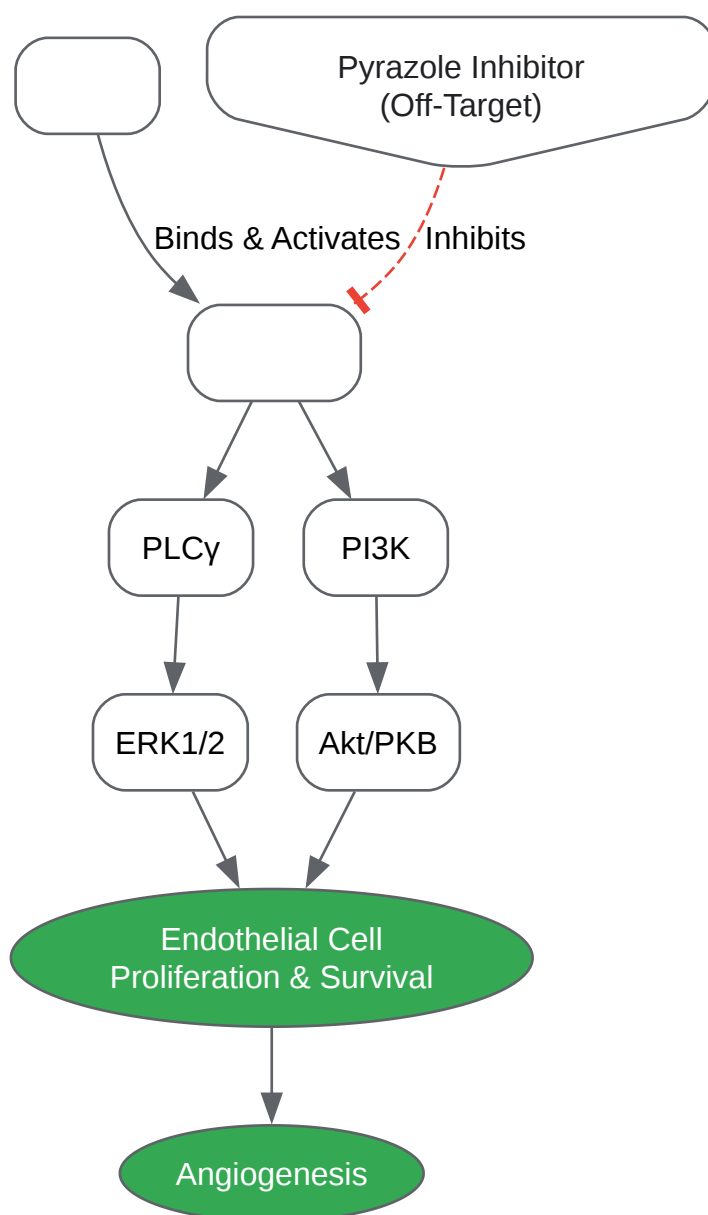 Pyrazole Inhibitor
(Off-Target)
Binds & Activates
Inhibits
PLCγ
PI3K
ERK1/2
Akt/PKB
Endothelial Cell
Proliferation & Survival
Angiogenesis